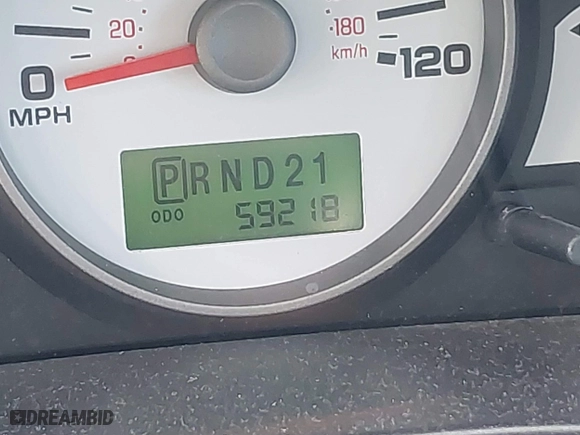 20
180
0
km/h
120
MPH
PRND21
ODO 59218
DREAMBID